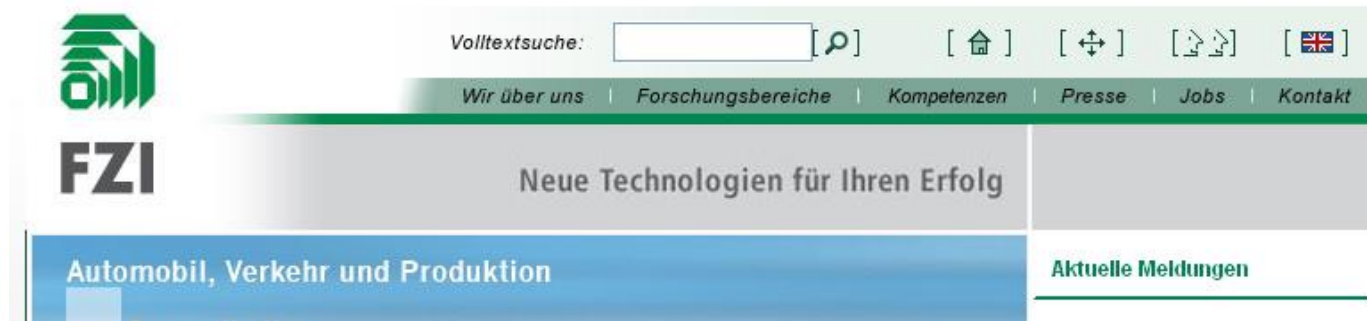 Volltextsuche:
Wir über uns Forschungsbereiche Kompetenzen Presse Jobs Kontakt
FZI
Neue Technologien für Ihren Erfolg
Automobil, Verkehr und Produktion
Aktuelle Meldungen